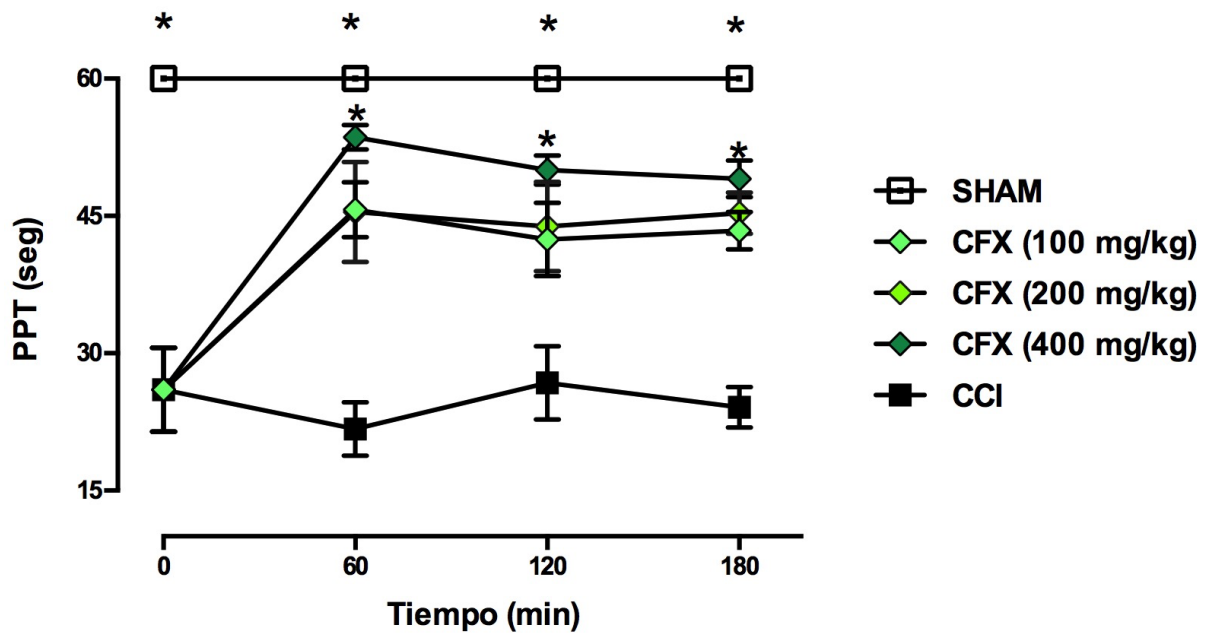 * * * *
60
* * *
45
30
15
PPT (seg)
0 60 120 180
Tiempo (min)
SHAM
CFX (100 mg/kg)
CFX (200 mg/kg)
CFX (400 mg/kg)
CCI